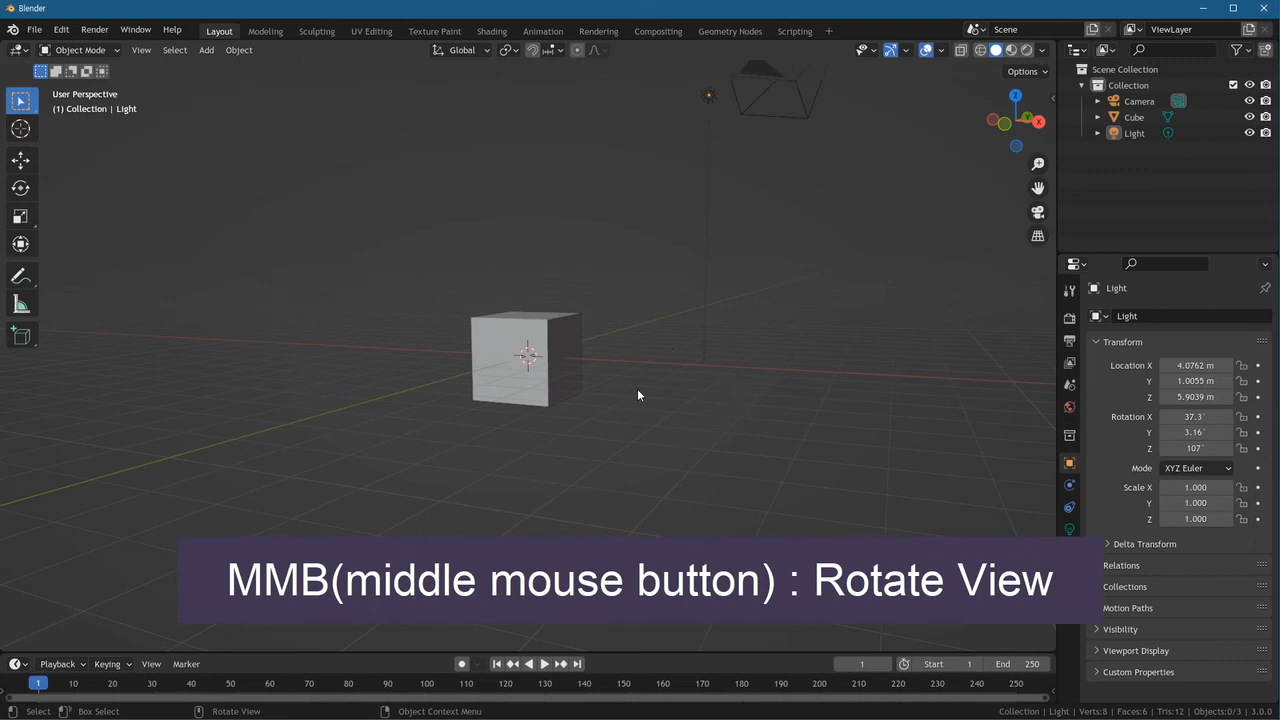 Blender
File Edit Render Window Help Layout Modeling Sculpting UV Editing Texture Paint Shading Animation Rendering Compositing Geometry Nodes Scripting + Scene ViewLayer
Object Mode View Select Add Object Global
Options
User Perspective
(1) Collection | Light
Z
Y
X
Scene Collection
Collection
Camera
Cube
Light
Light
Light
Transform
Location X 4.0762 m
Y 1.0055 m
Z 5.9039 m
Rotation X 37.3°
Y 3.16°
Z 107°
Mode XYZ Euler
Scale X 1.000
Y 1.000
Z 1.000
Delta Transform
Relations
Collections
Motion Paths
Visibility
Viewport Display
Custom Properties
MMB(middle mouse button) : Rotate View
Playback Keying View Marker 1 Start 1 End 250
1 10 20 30 40 50 60 70 80 90 100 110 120 130 140 150 160 170 180 190 200 210 220 230 240 250
Select Box Select Rotate View Object Context Menu Collection | Light Verts:8 | Faces:6 | Tris:12 | Objects:0/3 | 3.0.0